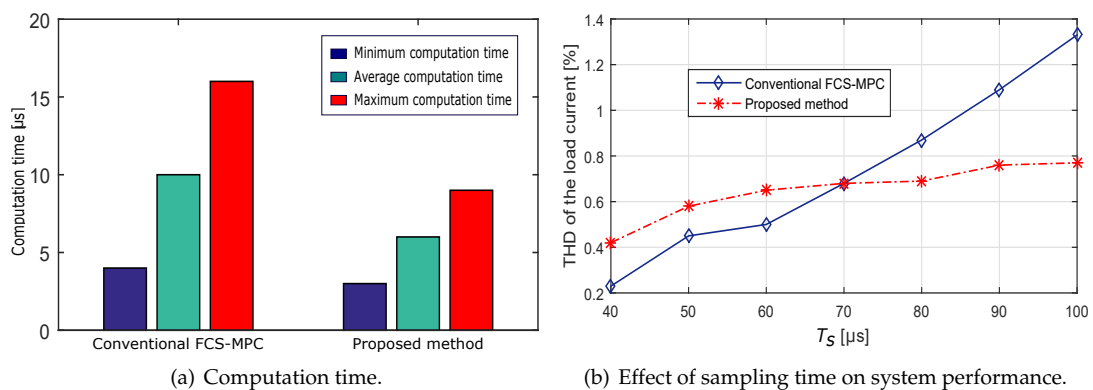 20
15
10
5
0
Computation time [µs]
Minimum computation time
Average computation time
Maximum computation time
Conventional FCS-MPC
Proposed method
(a) Computation time.
1.4
1.2
1
0.8
0.6
0.4
0.2
THD of the load current [%]
Conventional FCS-MPC
Proposed method
40
50
60
70
80
90
100
TS [µs]
(b) Effect of sampling time on system performance.